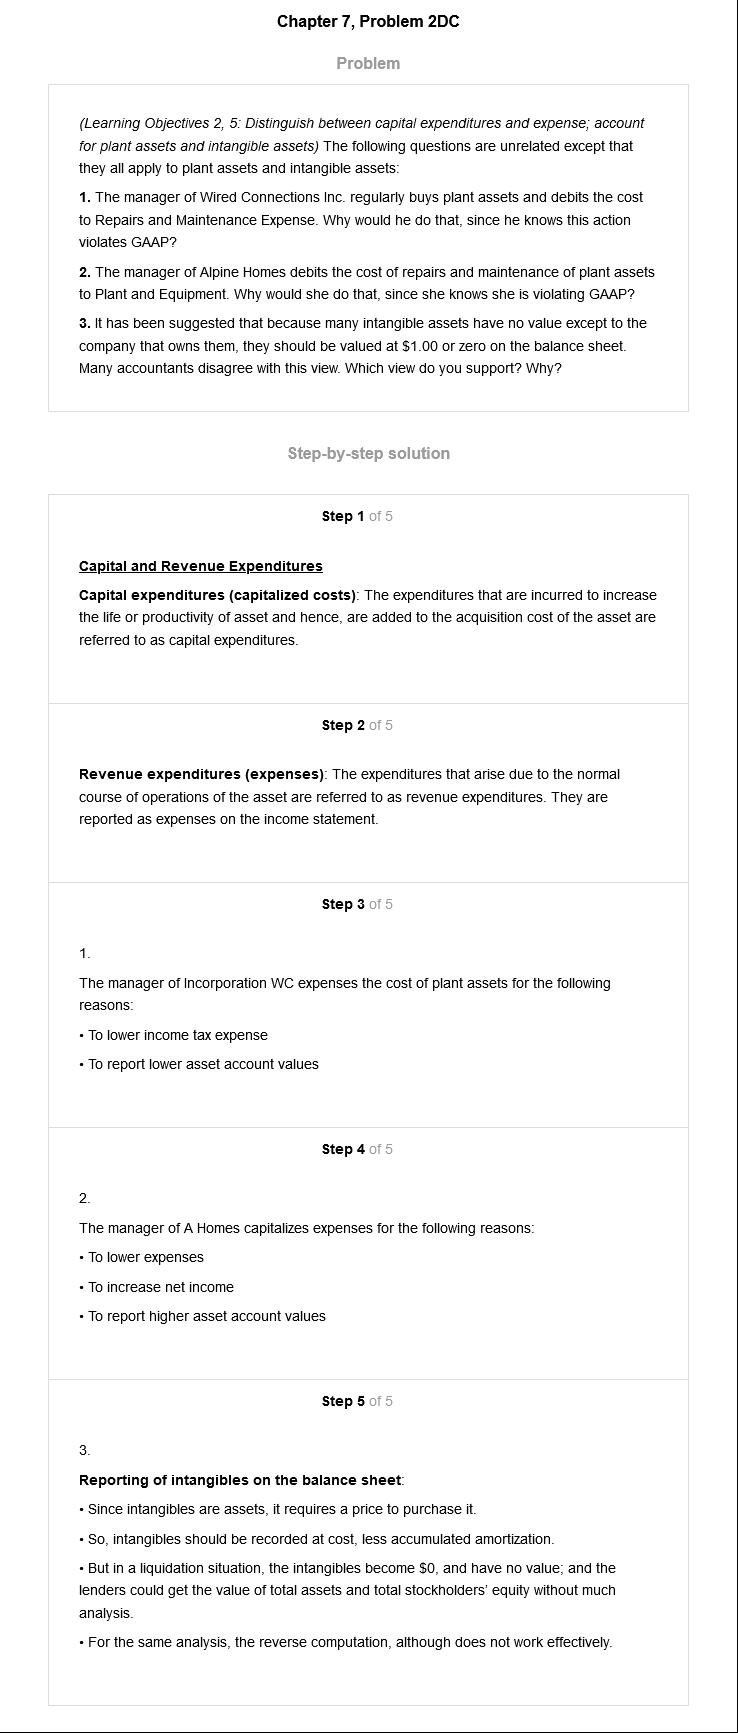 Chapter 7, Problem 2DC
Problem
(Learning Objectives 2, 5: Distinguish between capital expenditures and expense; account
for plant assets and intangible assets) The following questions are unrelated except that
they all apply to plant assets and intangible assets:
1. The manager of Wired Connections Inc. regularly buys plant assets and debits the cost
to Repairs and Maintenance Expense. Why would he do that, since he knows this action
violates GAAP?
2. The manager of Alpine Homes debits the cost of repairs and maintenance of plant assets
to Plant and Equipment. Why would she do that, since she knows she is violating GAAP?
3. It has been suggested that because many intangible assets have no value except to the
company that owns them, they should be valued at $1.00 or zero on the balance sheet.
Many accountants disagree with this view. Which view do you support? Why?
Step-by-step solution
Step 1 of 5
Capital and Revenue Expenditures
Capital expenditures (capitalized costs): The expenditures that are incurred to increase
the life or productivity of asset and hence, are added to the acquisition cost of the asset are
referred to as capital expenditures.
Step 2 of 5
Revenue expenditures (expenses): The expenditures that arise due to the normal
course of operations of the asset are referred to as revenue expenditures. They are
reported as expenses on the income statement.
Step 3 of 5
1.
The manager of Incorporation WC expenses the cost of plant assets for the following
reasons:
• To lower income tax expense
• To report lower asset account values
Step 4 of 5
2.
The manager of A Homes capitalizes expenses for the following reasons:
• To lower expenses
• To increase net income
• To report higher asset account values
Step 5 of 5
3.
Reporting of intangibles on the balance sheet:
• Since intangibles are assets, it requires a price to purchase it.
• So, intangibles should be recorded at cost, less accumulated amortization.
• But in a liquidation situation, the intangibles become $0, and have no value; and the
lenders could get the value of total assets and total stockholders' equity without much
analysis.
• For the same analysis, the reverse computation, although does not work effectively.